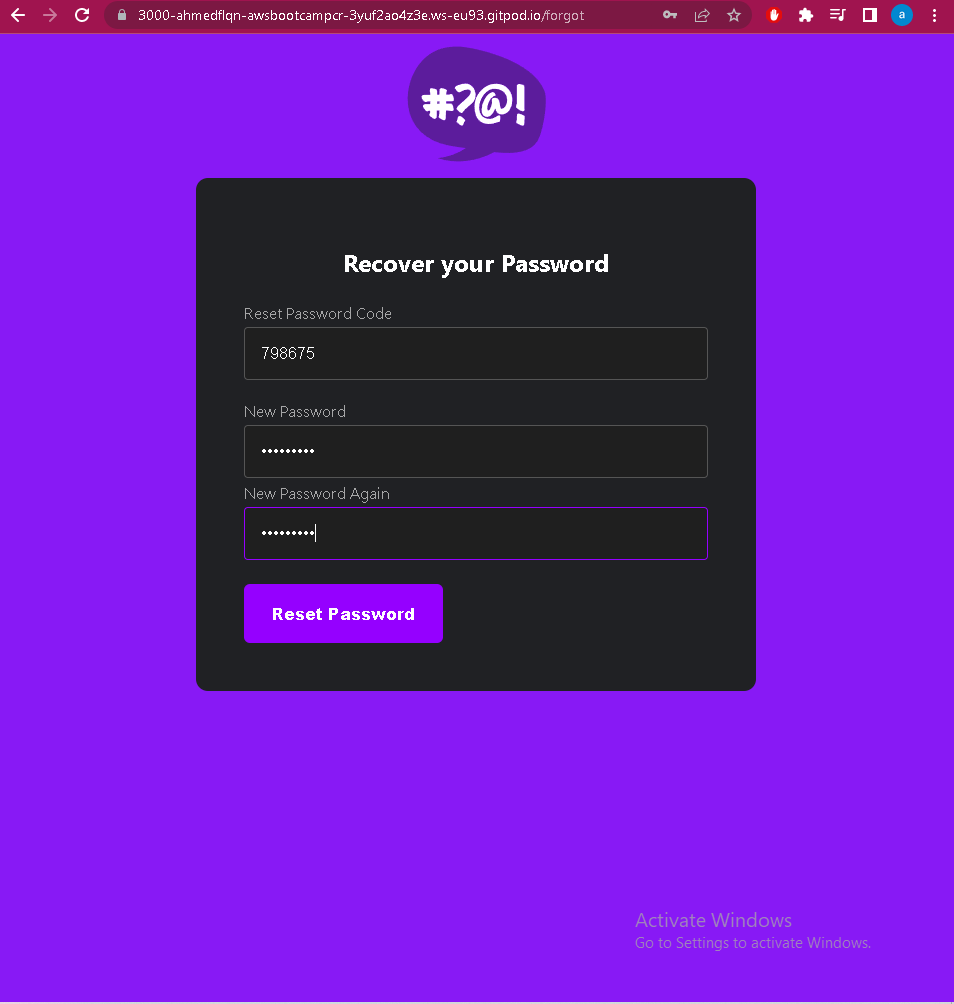 3000-ahmedflqn-awsbootcampcr-3yuf2ao4z3e.ws-eu93.gitpod.io/forgot
a
#?@!
Recover your Password
Reset Password Code
798675
New Password
•••••••••
New Password Again
•••••••••
Reset Password
Activate Windows
Go to Settings to activate Windows.